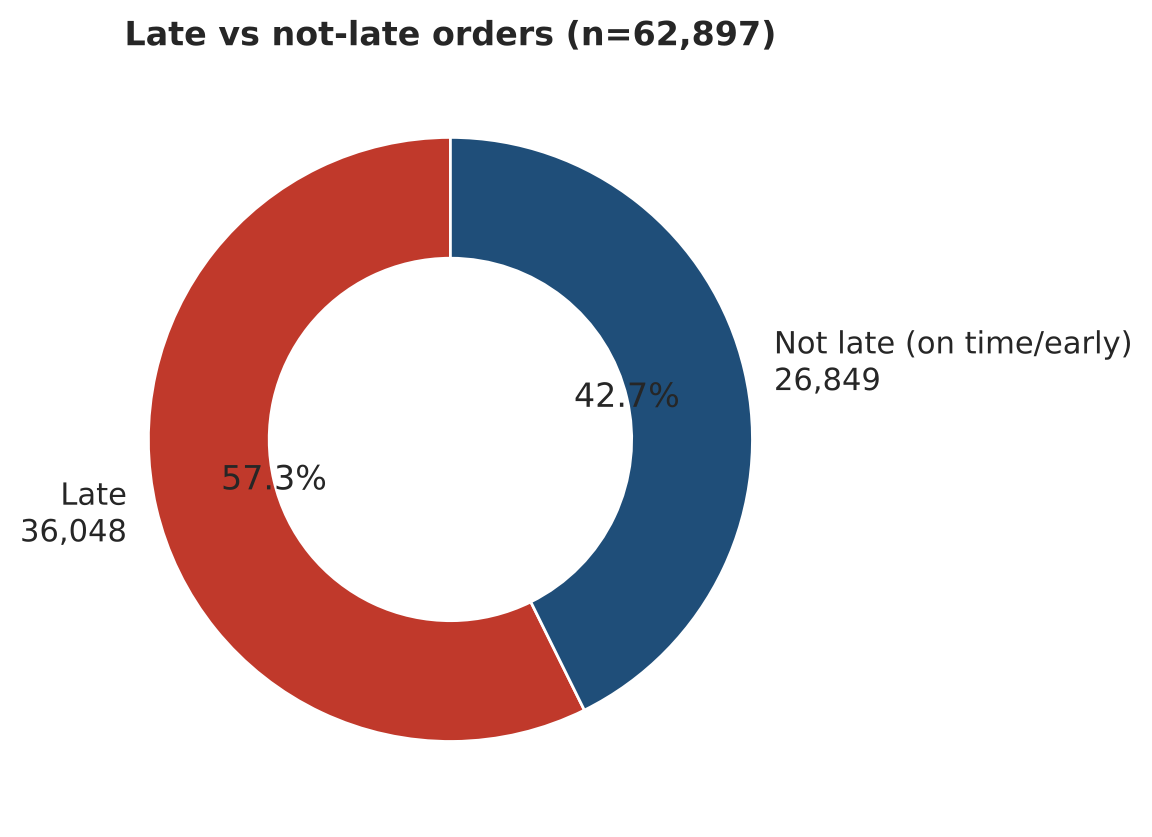 Late vs not-late orders (n=62,897)
Not late (on time/early)
26,849
42.7%
57.3%
Late
36,048